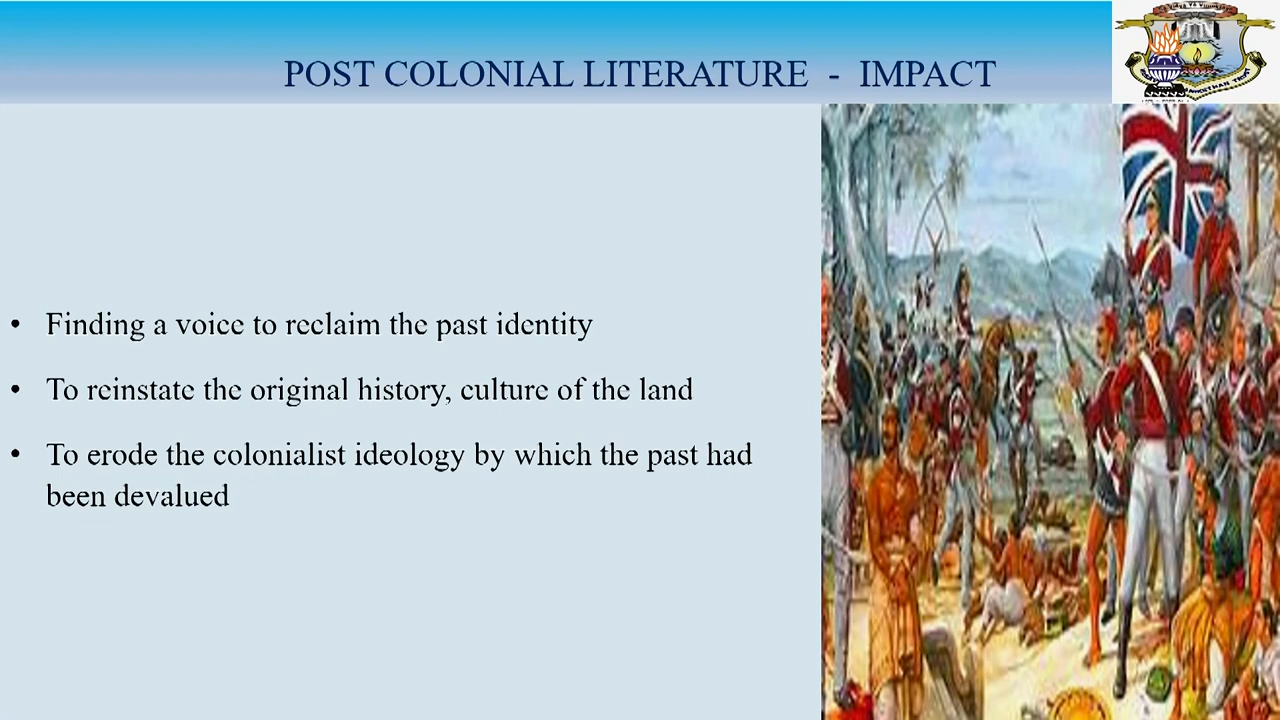 POST COLONIAL LITERATURE - IMPACT
• Finding a voice to reclaim the past identity
• To reinstate the original history, culture of the land
• To erode the colonialist ideology by which the past had
been devalued